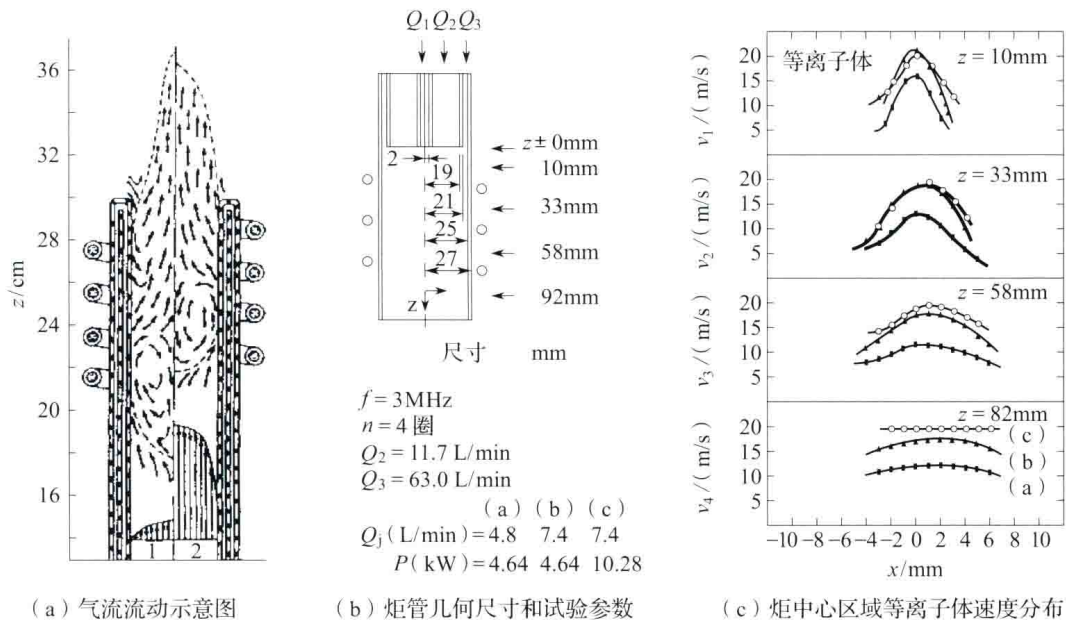 36
32
28
24
20
16
z/cm
1 2
(a) 气流流动示意图
Q₁ Q₂ Q₃
z±0mm
2
10mm
19
21
33mm
25
58mm
27
z
92mm
尺寸 mm
f=3MHz
n=4圈
Q₂=11.7 L/min
Q₃=63.0 L/min
(a) (b) (c)
Qⱼ(L/min)=4.8 7.4 7.4
P(kW)=4.64 4.64 10.28
(b) 炬管几何尺寸和试验参数
等离子体
z=10mm
20
15
10
5
v₁/(m/s)
z=33mm
20
15
10
5
v₂/(m/s)
z=58mm
20
15
10
5
v₃/(m/s)
z=82mm
20
15
10
5
v₄/(m/s)
(c)
(b)
(a)
−10 −8 −6 −4 −2 0 2 4 6 8 10
x/mm
(c) 炬中心区域等离子体速度分布